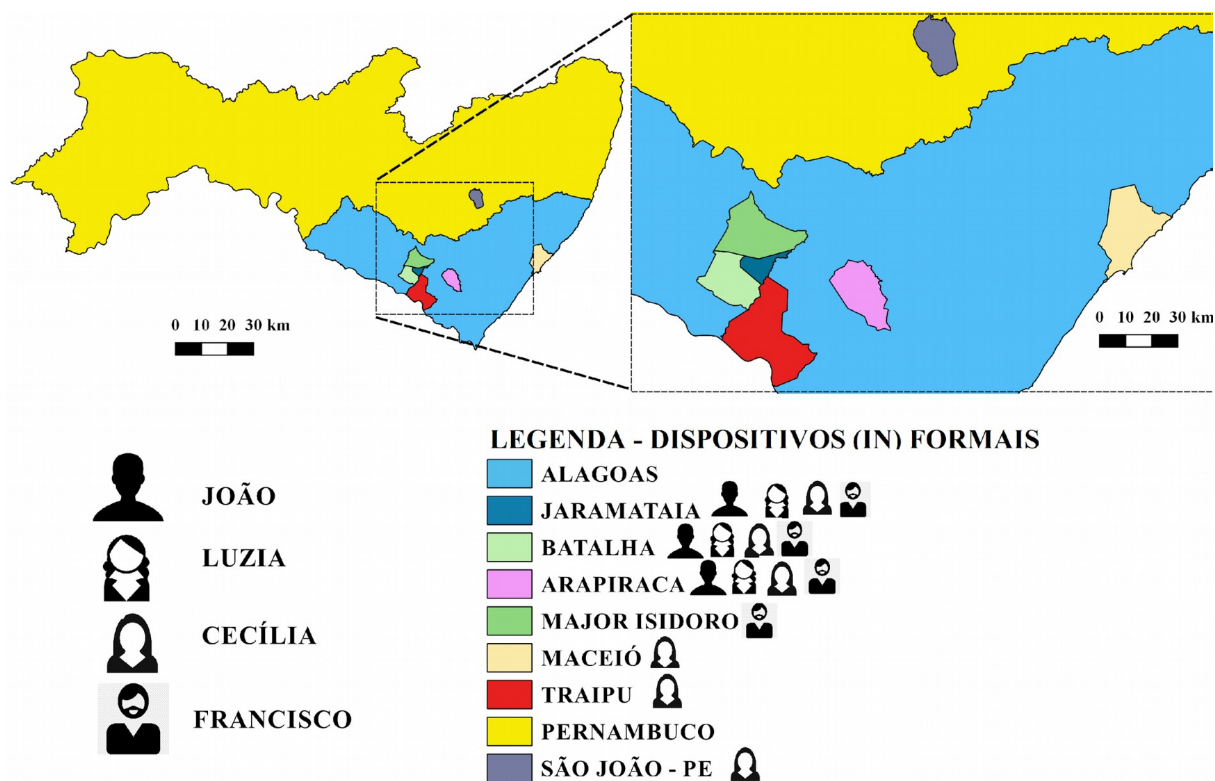 0 10 20 30 km
0 10 20 30 km
JOÃO
LUZIA
CECÍLIA
FRANCISCO
LEGENDA - DISPOSITIVOS (IN) FORMAIS
ALAGOAS
JARAMATAIA
BATALHA
ARAPIRACA
MAJOR ISIDORO
MACEIÓ
TRAIPU
PERNAMBUCO
SÃO JOÃO - PE